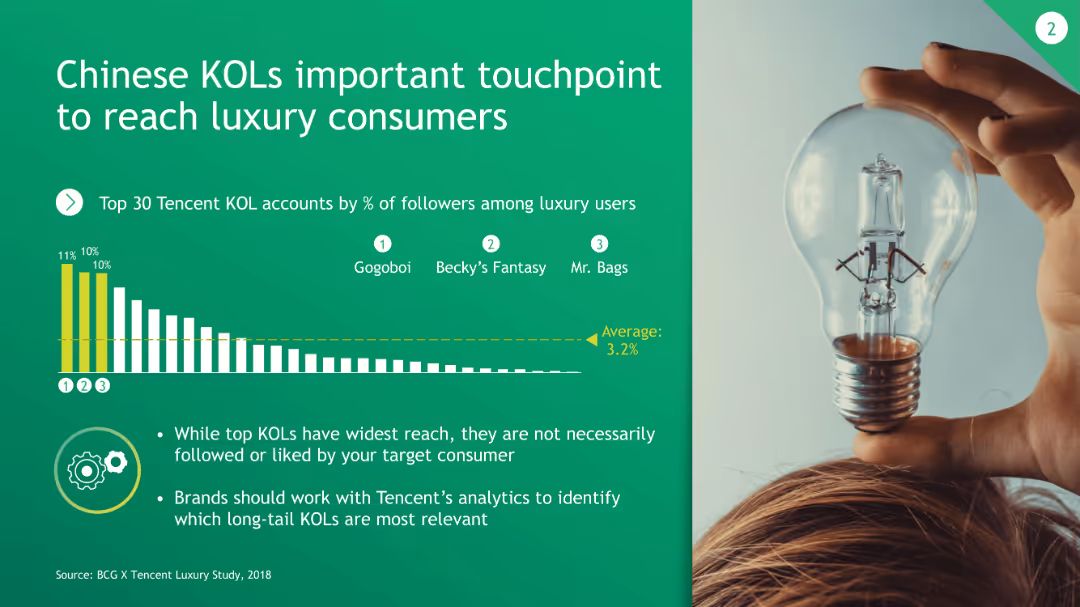 2
Chinese KOLs important touchpoint
to reach luxury consumers
Top 30 Tencent KOL accounts by % of followers among luxury users
1
2
3
Gogoboi
Becky's Fantasy
Mr. Bags
11%
10%
10%
Average:
3.2%
1 2 3
• While top KOLs have widest reach, they are not necessarily
followed or liked by your target consumer
• Brands should work with Tencent's analytics to identify
which long-tail KOLs are most relevant
Source: BCG X Tencent Luxury Study, 2018